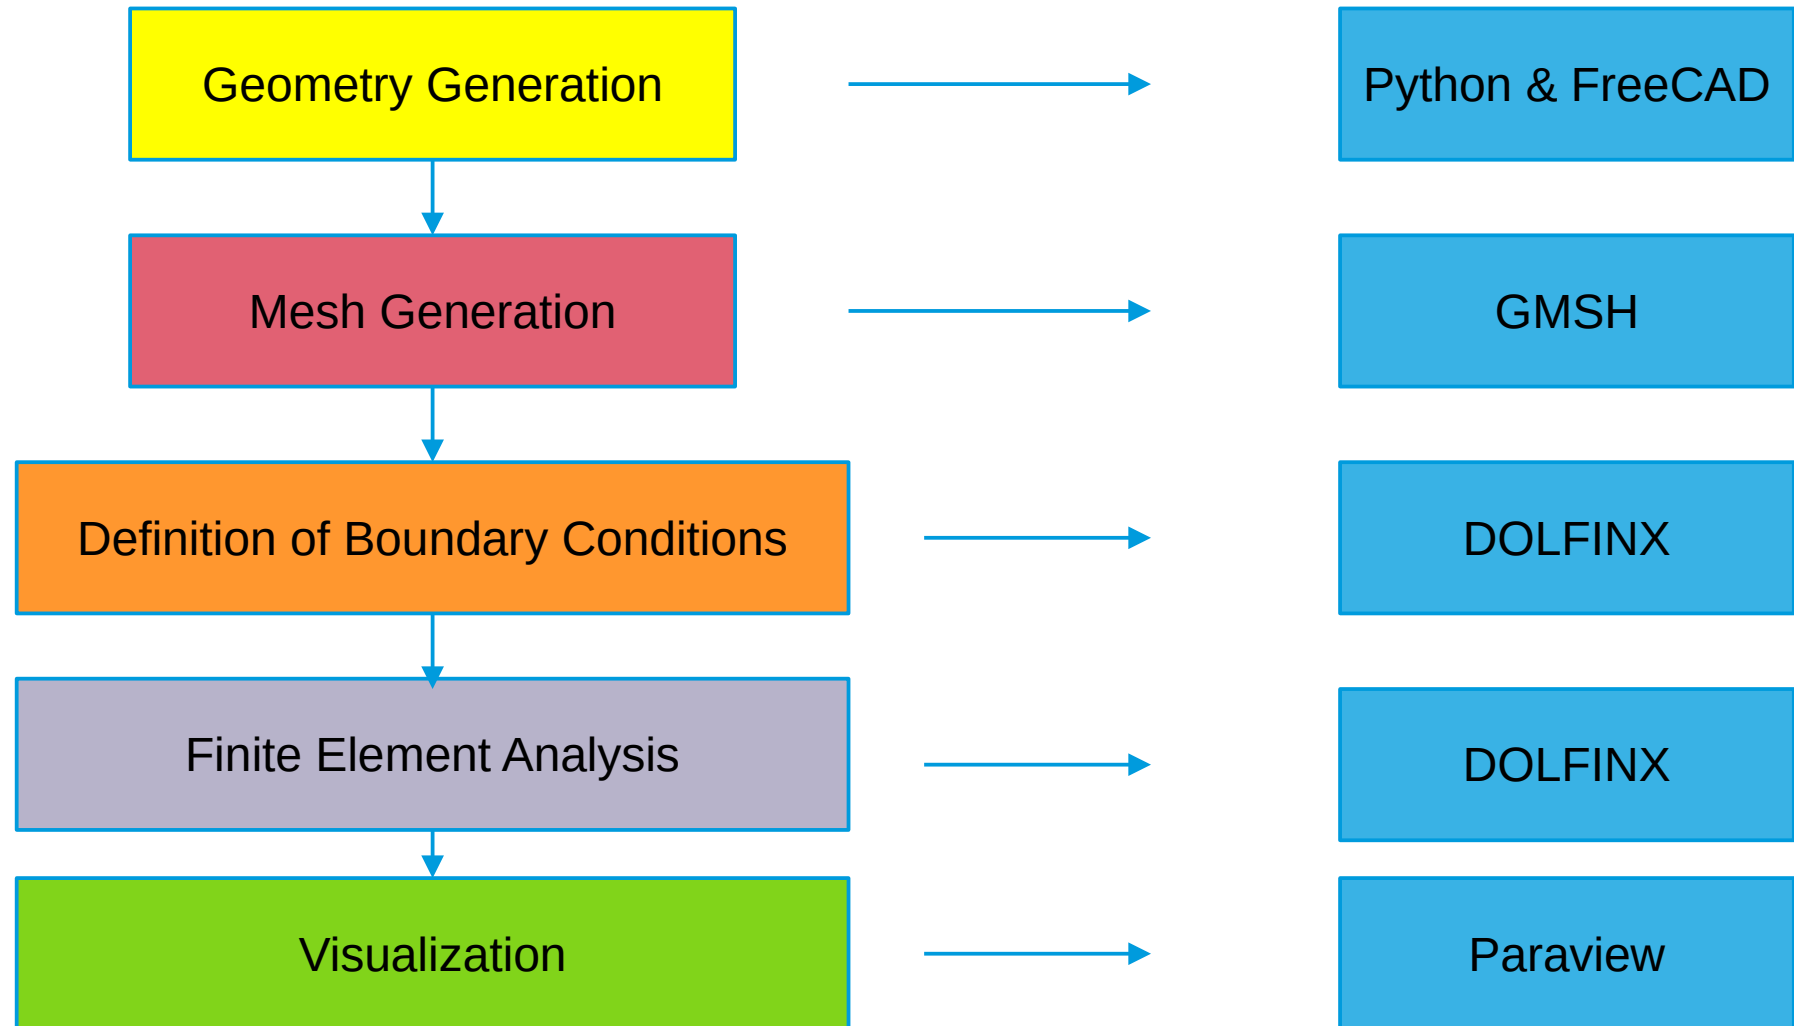 Geometry Generation
Python & FreeCAD
Mesh Generation
GMSH
Definition of Boundary Conditions
DOLFINX
Finite Element Analysis
DOLFINX
Visualization
Paraview